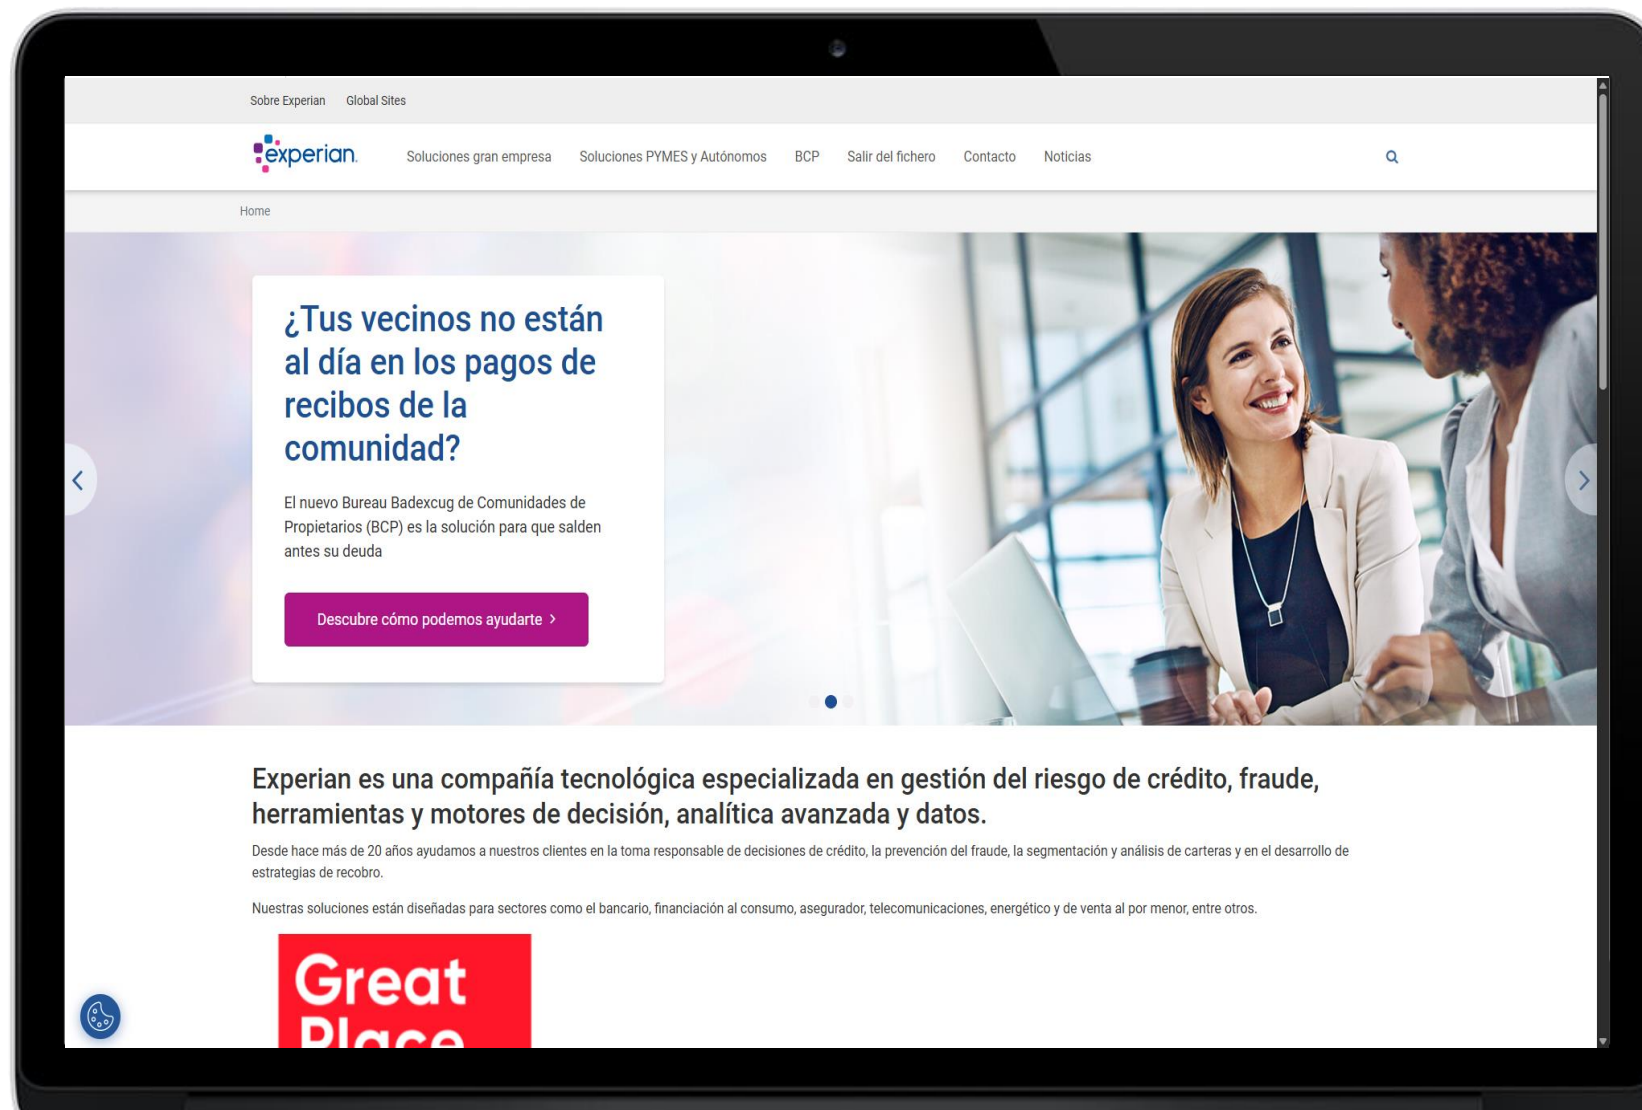 Sobre Experian Global Sites
experian.
Soluciones gran empresa Soluciones PYMES y Autónomos BCP Salir del fichero Contacto Noticias
Home
¿Tus vecinos no están
al día en los pagos de
recibos de la
comunidad?
El nuevo Bureau Badexcug de Comunidades de
Propietarios (BCP) es la solución para que salden
antes su deuda
Descubre cómo podemos ayudarte >
Experian es una compañía tecnológica especializada en gestión del riesgo de crédito, fraude,
herramientas y motores de decisión, analítica avanzada y datos.
Desde hace más de 20 años ayudamos a nuestros clientes en la toma responsable de decisiones de crédito, la prevención del fraude, la segmentación y análisis de carteras y en el desarrollo de
estrategias de recobro.
Nuestras soluciones están diseñadas para sectores como el bancario, financiación al consumo, asegurador, telecomunicaciones, energético y de venta al por menor, entre otros.
Great
Place